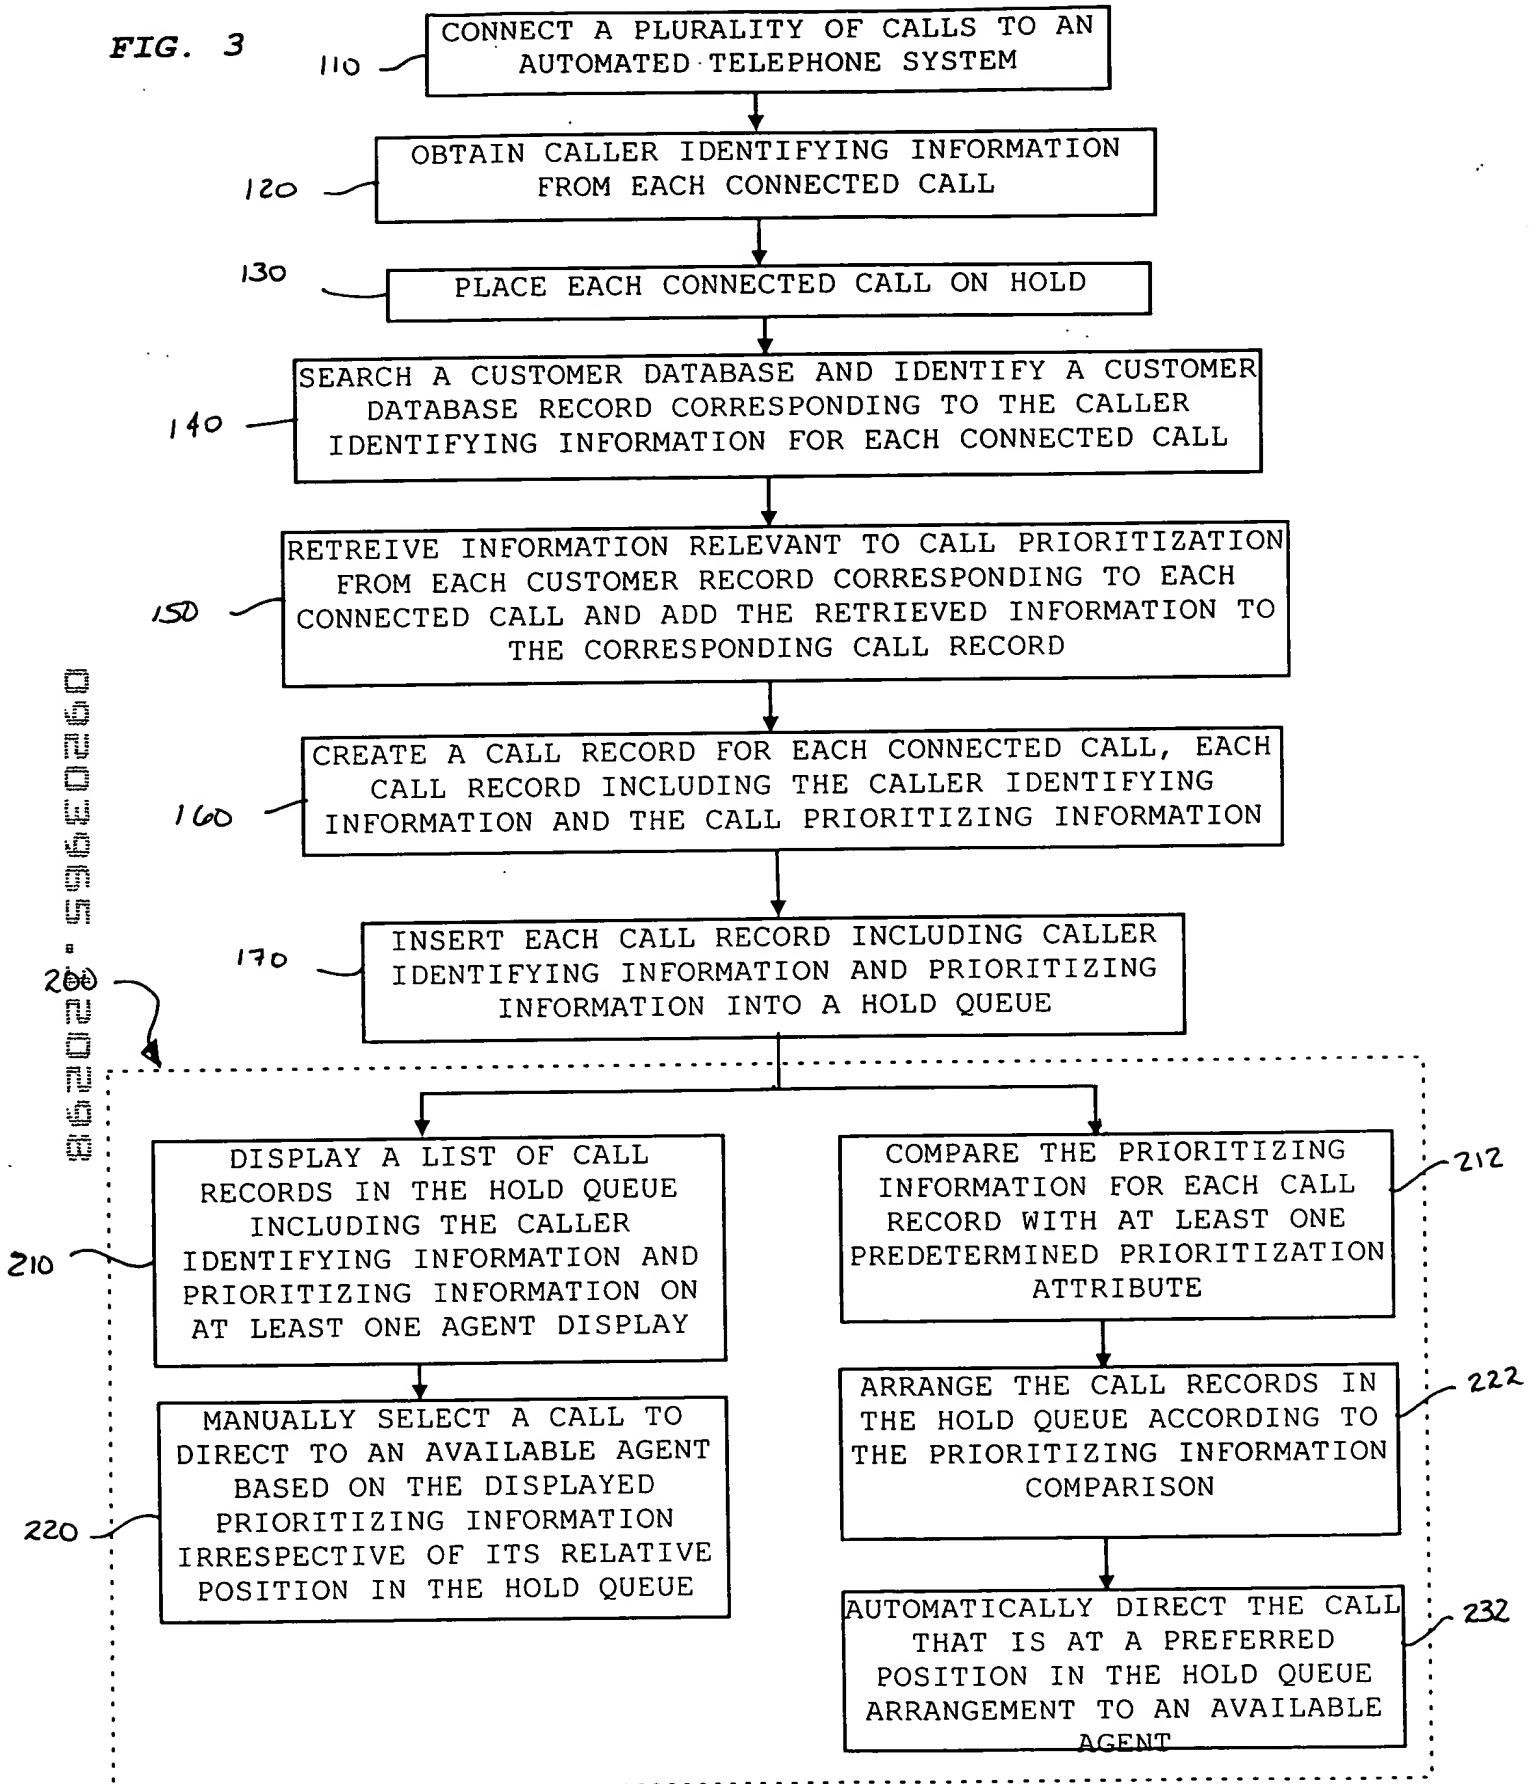 FIG. 3
110
CONNECT A PLURALITY OF CALLS TO AN
AUTOMATED TELEPHONE SYSTEM
120
OBTAIN CALLER IDENTIFYING INFORMATION
FROM EACH CONNECTED CALL
130
PLACE EACH CONNECTED CALL ON HOLD
140
SEARCH A CUSTOMER DATABASE AND IDENTIFY A CUSTOMER
DATABASE RECORD CORRESPONDING TO THE CALLER
IDENTIFYING INFORMATION FOR EACH CONNECTED CALL
150
RETREIVE INFORMATION RELEVANT TO CALL PRIORITIZATION
FROM EACH CUSTOMER RECORD CORRESPONDING TO EACH
CONNECTED CALL AND ADD THE RETRIEVED INFORMATION TO
THE CORRESPONDING CALL RECORD
160
CREATE A CALL RECORD FOR EACH CONNECTED CALL, EACH
CALL RECORD INCLUDING THE CALLER IDENTIFYING
INFORMATION AND THE CALL PRIORITIZING INFORMATION
170
INSERT EACH CALL RECORD INCLUDING CALLER
IDENTIFYING INFORMATION AND PRIORITIZING
INFORMATION INTO A HOLD QUEUE
200
210
DISPLAY A LIST OF CALL
RECORDS IN THE HOLD QUEUE
INCLUDING THE CALLER
IDENTIFYING INFORMATION AND
PRIORITIZING INFORMATION ON
AT LEAST ONE AGENT DISPLAY
220
MANUALLY SELECT A CALL TO
DIRECT TO AN AVAILABLE AGENT
BASED ON THE DISPLAYED
PRIORITIZING INFORMATION
IRRESPECTIVE OF ITS RELATIVE
POSITION IN THE HOLD QUEUE
212
COMPARE THE PRIORITIZING
INFORMATION FOR EACH CALL
RECORD WITH AT LEAST ONE
PREDETERMINED PRIORITIZATION
ATTRIBUTE
222
ARRANGE THE CALL RECORDS IN
THE HOLD QUEUE ACCORDING TO
THE PRIORITIZING INFORMATION
COMPARISON
232
AUTOMATICALLY DIRECT THE CALL
THAT IS AT A PREFERRED
POSITION IN THE HOLD QUEUE
ARRANGEMENT TO AN AVAILABLE
AGENT